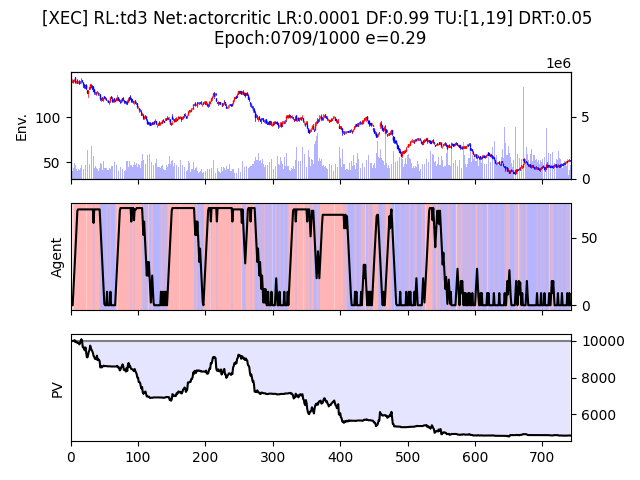 [XEC] RL:td3 Net:actorcritic LR:0.0001 DF:0.99 TU:[1,19] DRT:0.05
Epoch:0709/1000 e=0.29
1e6
Env.
100
50
5
0
Agent
50
0
PV
10000
8000
6000
0 100 200 300 400 500 600 700